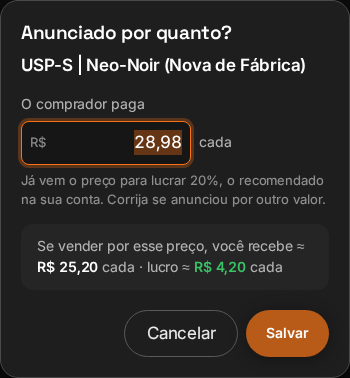 Anunciado por quanto?
USP-S | Neo-Noir (Nova de Fábrica)
O comprador paga
R$ 28,98 cada
Já vem o preço para lucrar 20%, o recomendado
na sua conta. Corrija se anunciou por outro valor.
Se vender por esse preço, você recebe ≈
R$ 25,20 cada · lucro ≈ R$ 4,20 cada
Cancelar Salvar